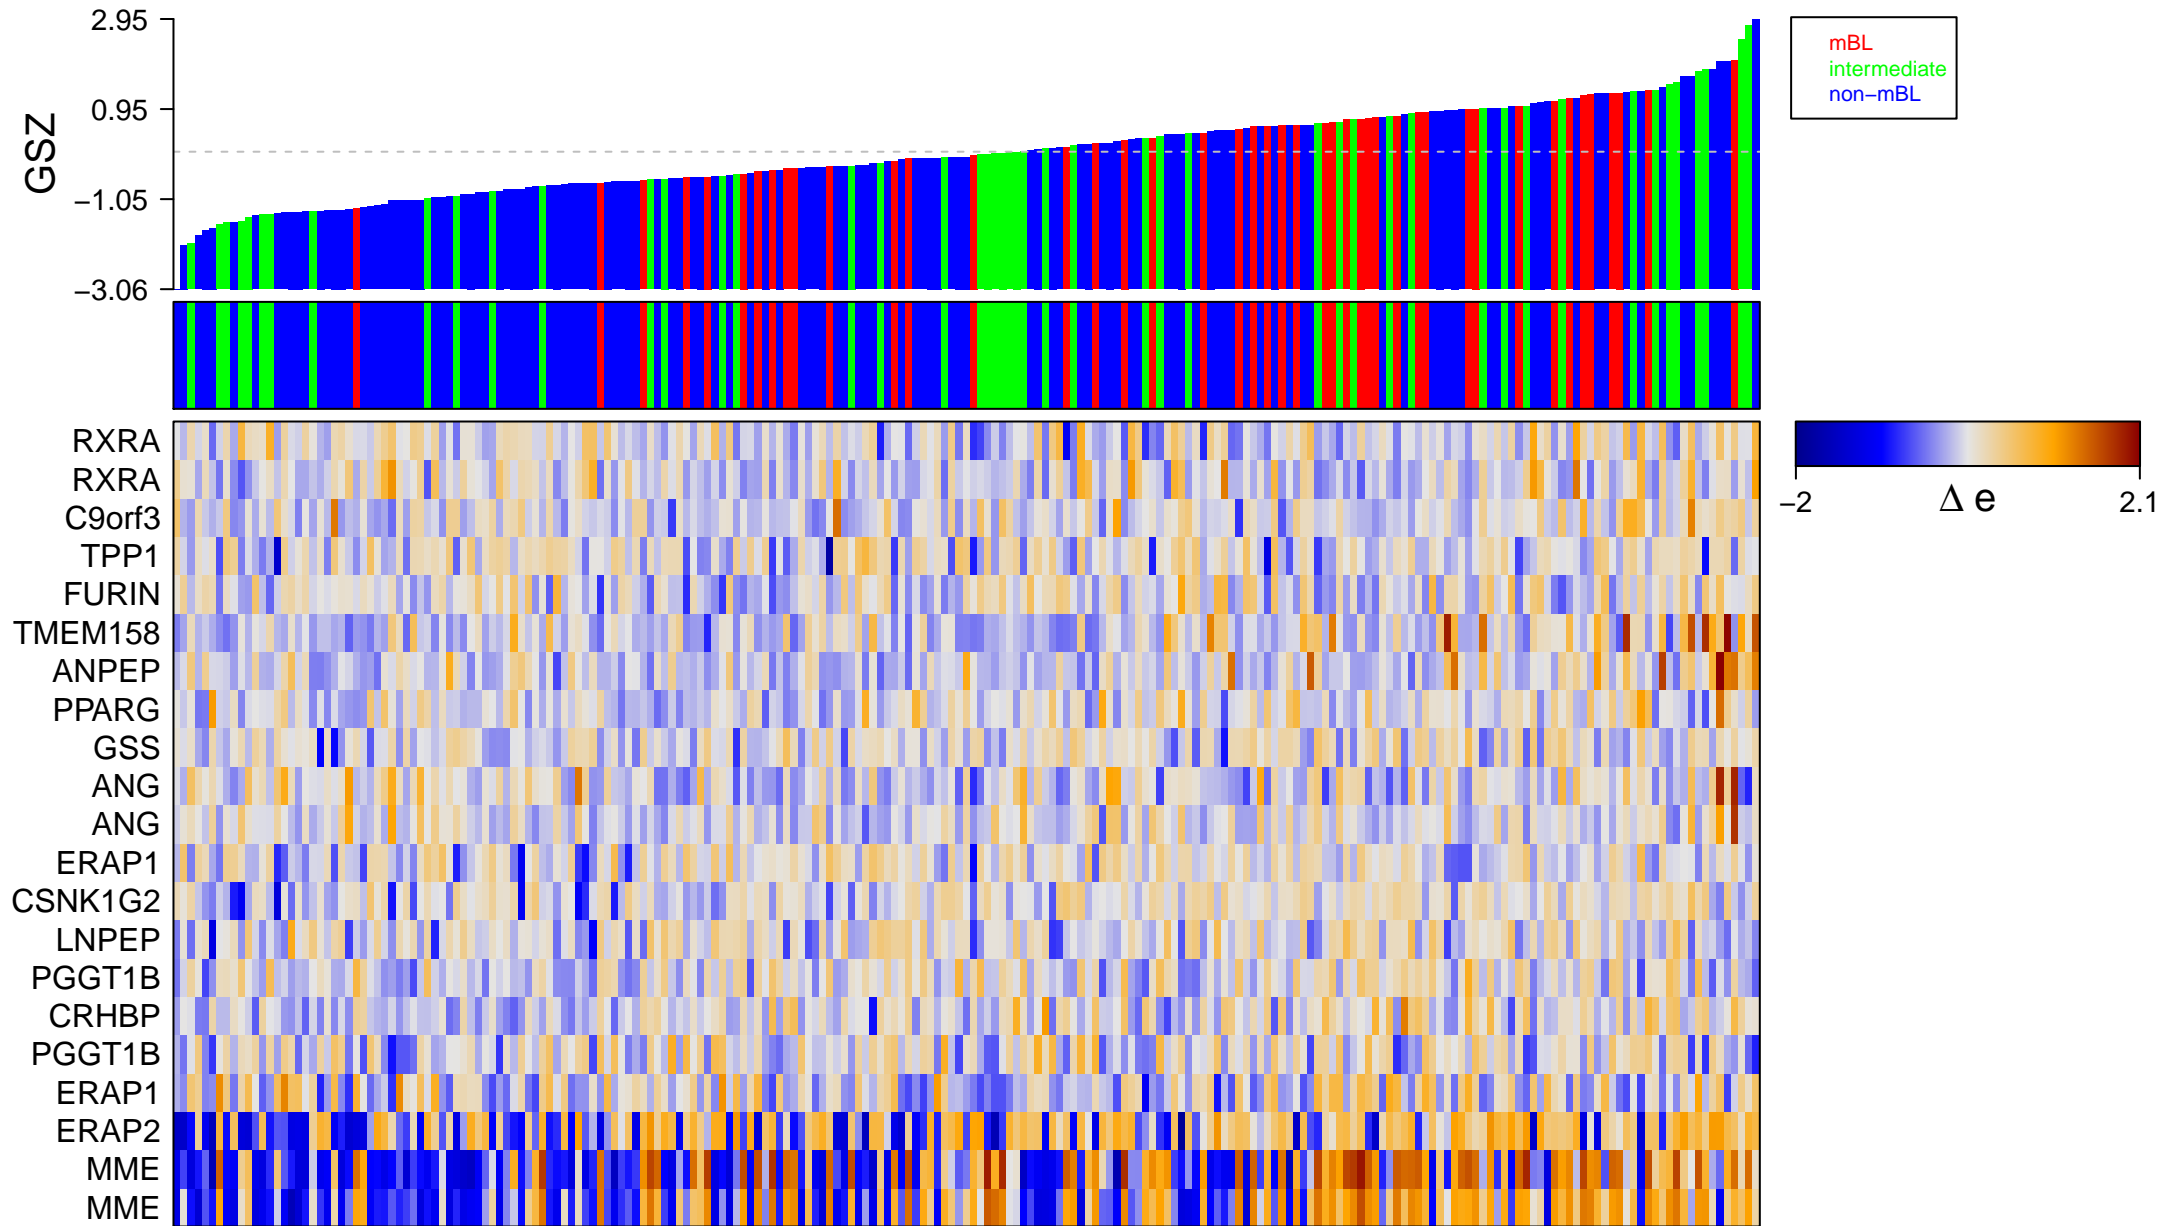 GSZ
2.95
0.95
−1.05
−3.06
mBL
intermediate
non−mBL
RXRA
RXRA
C9orf3
TPP1
FURIN
TMEM158
ANPEP
PPARG
GSS
ANG
ANG
ERAP1
CSNK1G2
LNPEP
PGGT1B
CRHBP
PGGT1B
ERAP1
ERAP2
MME
MME
−2 Δ e 2.1